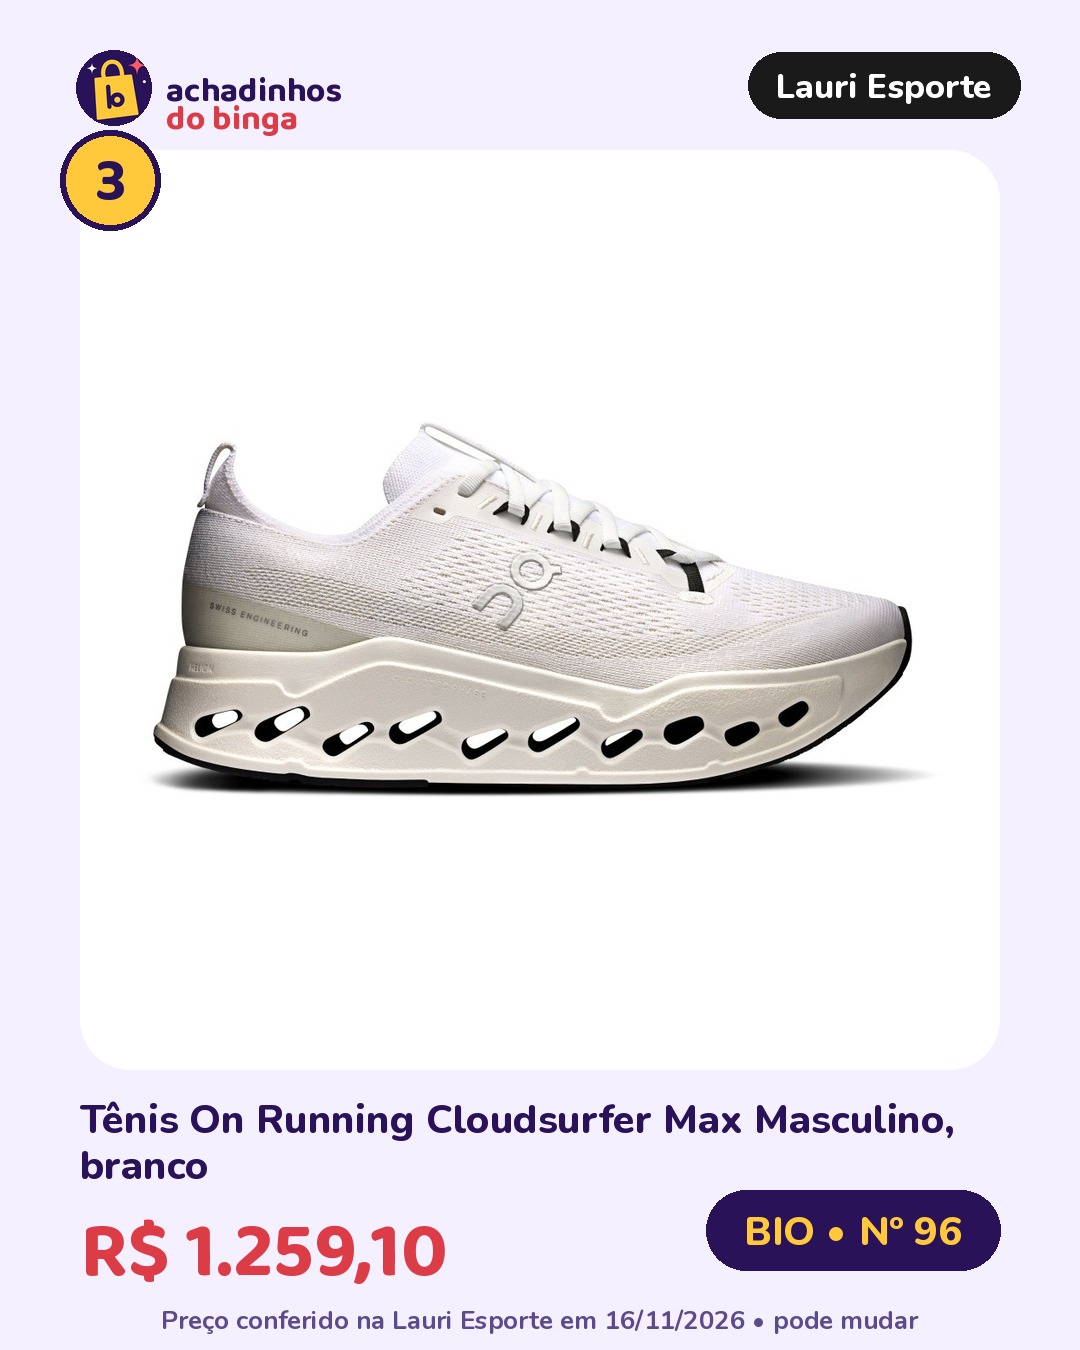 achadinhos
do binga
Lauri Esporte
3
SWISS ENGINEERING
Tênis On Running Cloudsurfer Max Masculino,
branco
R$ 1.259,10
BIO • Nº 96
Preço conferido na Lauri Esporte em 16/11/2026 • pode mudar